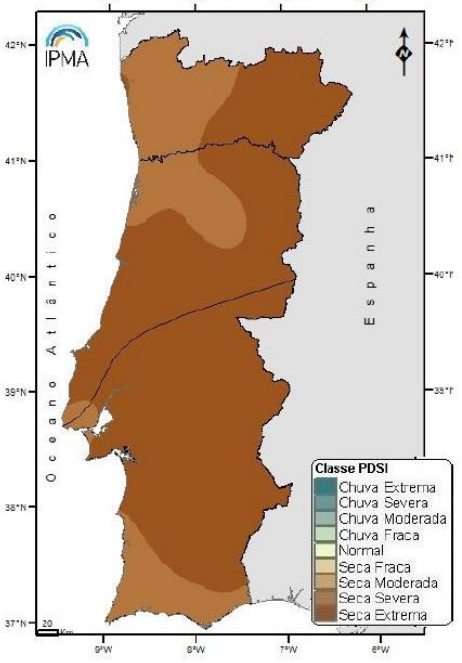 IPMA
N
42°N
42°N
41°N
41°N
40°N
40°N
39°N
39°N
38°N
37°N
Oceano Atlântico
Espanha
Classe PDSI
Chuva Extrema
Chuva Severa
Chuva Moderada
Chuva Fraca
Normal
Seca Fraca
Seca Moderada
Seca Severa
Seca Extrema
20
Km
9°W
8°W
7°W
6°W